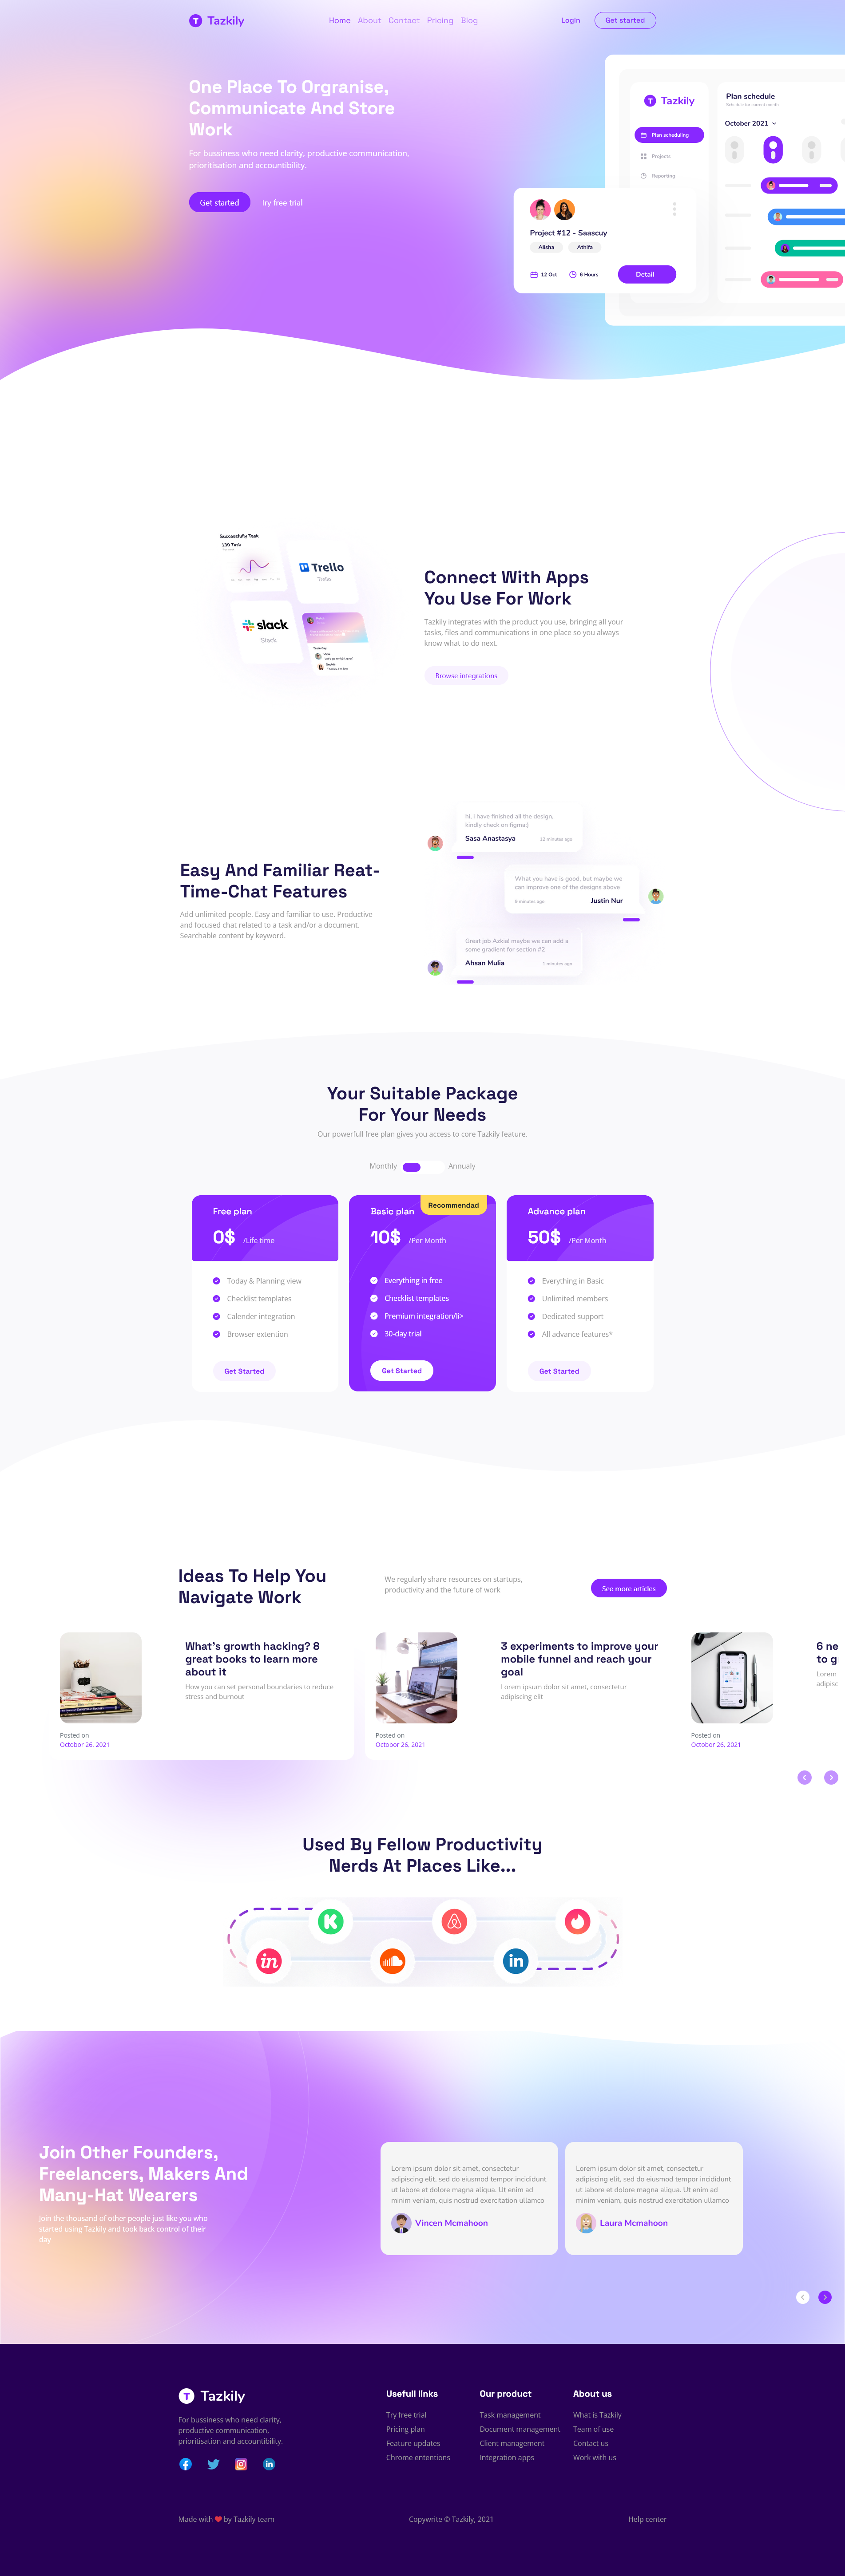 Tazkily
Home About Contact Pricing Blog
Login
Get started
One Place To Orgranise,
Communicate And Store
Work
For bussiness who need clarity, productive communication,
prioritisation and accountibility.
Get started
Try free trial
Tazkily
Plan scheduling
Projects
Reporting
Plan schedule
Schedule for current month
October 2021
Project #12 - Saascuy
Alisha
Athifa
12 Oct
6 Hours
Detail
Successfully Task
130.Task
Trello
Trello
slack
Slack
Yesterday
Connect With Apps
You Use For Work
Tazkily integrates with the product you use, bringing all your
tasks, files and communications in one place so you always
know what to do next.
Browse integrations
Easy And Familiar Reat-
Time-Chat Features
Add unlimited people. Easy and familiar to use. Productive
and focused chat related to a task and/or a document.
Searchable content by keyword.
hi, i have finished all the design,
kindly check on figma:)
Sasa Anastasya
12 minutes ago
What you have is good, but maybe we
can improve one of the designs above
9 minutes ago
Justin Nur
Great job Azkia! maybe we can add a
some gradient for section #2
Ahsan Mulia
1 minutes ago
Your Suitable Package
For Your Needs
Our powerfull free plan gives you access to core Tazkily feature.
Monthly
Annualy
Free plan
0$ /Life time
Today & Planning view
Checklist templates
Calender integration
Browser extention
Get Started
Recommendad
Basic plan
10$ /Per Month
Everything in free
Checklist templates
Premium integration/li>
30-day trial
Get Started
Advance plan
50$ /Per Month
Everything in Basic
Unlimited members
Dedicated support
All advance features*
Get Started
Ideas To Help You
Navigate Work
We regularly share resources on startups,
productivity and the future of work
See more articles
What's growth hacking? 8
great books to learn more
about it
How you can set personal boundaries to reduce
stress and burnout
Posted on
October 26, 2021
3 experiments to improve your
mobile funnel and reach your
goal
Lorem ipsum dolor sit amet, consectetur
adipiscing elit
Posted on
October 26, 2021
6 ne
to g
Lorem
adipisc
Posted on
October 26, 2021
Used By Fellow Productivity
Nerds At Places Like...
in
in
Join Other Founders,
Freelancers, Makers And
Many-Hat Wearers
Join the thousand of other people just like you who
started using Tazkily and took back control of their
day
Lorem ipsum dolor sit amet, consectetur
adipiscing elit, sed do eiusmod tempor incididunt
ut labore et dolore magna aliqua. Ut enim ad
minim veniam, quis nostrud exercitation ullamco
Vincen Mcmahoon
Lorem ipsum dolor sit amet, consectetur
adipiscing elit, sed do eiusmod tempor incididunt
ut labore et dolore magna aliqua. Ut enim ad
minim veniam, quis nostrud exercitation ullamco
Laura Mcmahoon
Tazkily
For bussiness who need clarity,
productive communication,
prioritisation and accountibility.
Usefull links
Try free trial
Pricing plan
Feature updates
Chrome ententions
Our product
Task management
Document management
Client management
Integration apps
About us
What is Tazkily
Team of use
Contact us
Work with us
Made with by Tazkily team
Copywrite © Tazkily, 2021
Help center